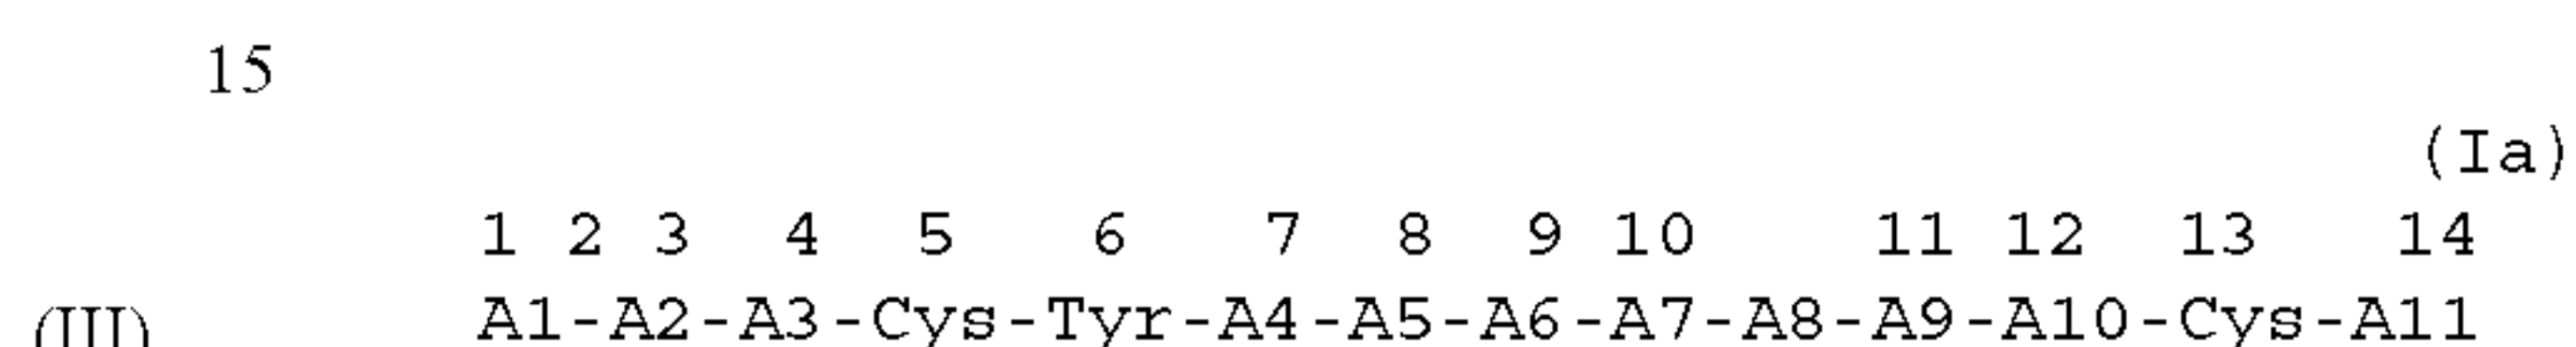 15
(Ia)
1 2 3 4 5 6 7 8 9 10 11 12 13 14
(III) A1-A2-A3-Cys-Tyr-A4-A5-A6-A7-A8-A9-A10-Cys-A11